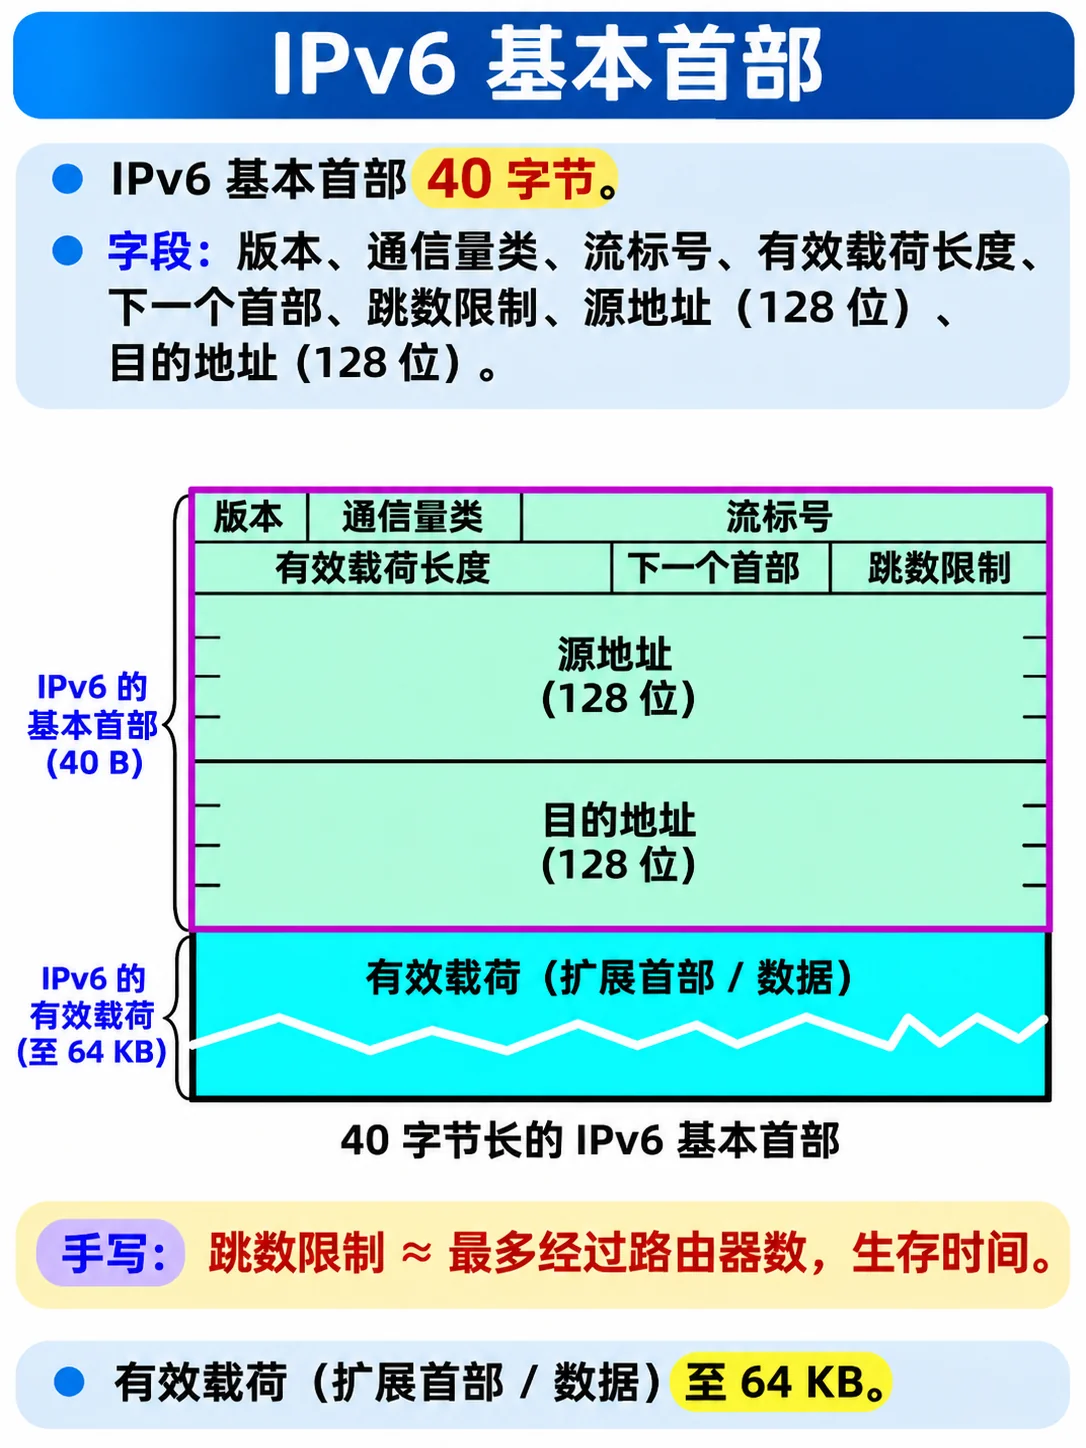 IPv6 基本首部
IPv6 基本首部 40 字节。
字段：版本、通信量类、流标号、有效载荷长度、
下一个首部、跳数限制、源地址（128 位）、
目的地址（128 位）。
版本 通信量类 流标号
有效载荷长度 下一个首部 跳数限制
源地址
(128 位)
IPv6 的
基本首部
(40 B)
目的地址
(128 位)
有效载荷（扩展首部 / 数据）
IPv6 的
有效载荷
(至 64 KB)
40 字节长的 IPv6 基本首部
手写： 跳数限制 ≈ 最多经过路由器数，生存时间。
有效载荷（扩展首部 / 数据）至 64 KB。